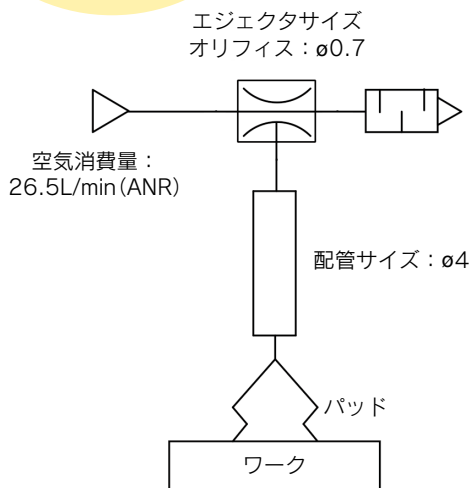 エジェクタサイズ
オリフィス：ø0.7
空気消費量：
26.5L/min(ANR)
配管サイズ：ø4
パッド
ワーク